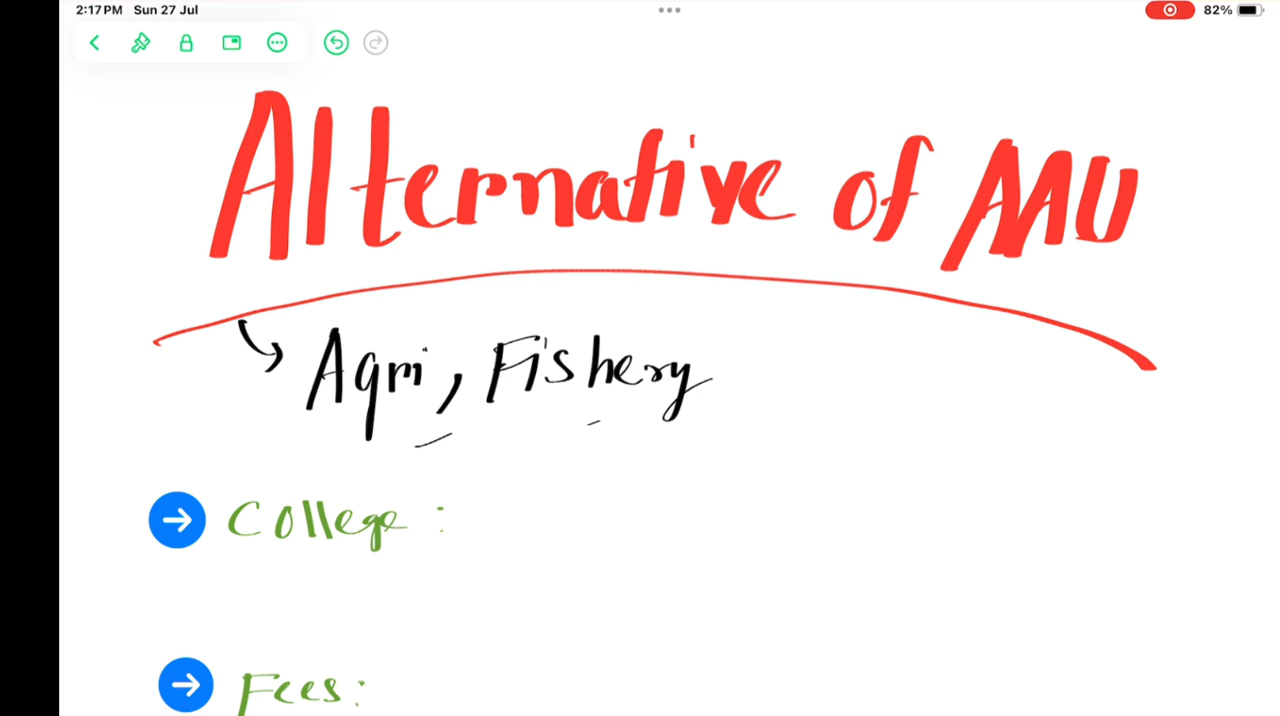 2:17 PM Sun 27 Jul
82%
Alternative of AAU
Agri, Fishery
College :
Fees :